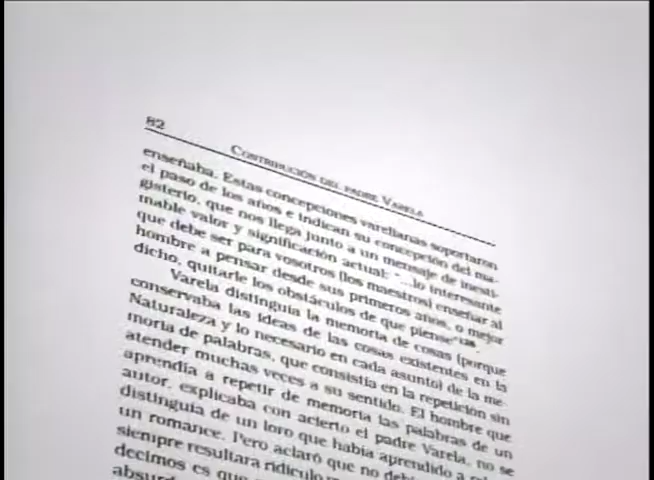 82
CONTRIBUCIÓN DEL PADRE VARELA
enseñaba. Estas concepciones varelianas soportaron
el paso de los años e indican su concepción del ma-
gisterio, que nos llega junto a un mensaje de inesti-
mable valor y significación actual: "...lo interesante
que debe ser para vosotros [los maestros] enseñar al
hombre a pensar desde sus primeros años, o mejor
dicho, quitarle los obstáculos de que piense"
Varela distinguía la memoria de cosas (porque
conservaba las ideas de las cosas existentes en la
Naturaleza y lo necesario en cada asunto) de la me-
moria de palabras, que consistía en la repetición sin
atender muchas veces a su sentido. El hombre que
aprendía a repetir de memoria las palabras de un
autor, explicaba con acierto el padre Varela, no se
distinguía de un loro que había aprendido a
un romance. Pero aclaró que no
siempre resultara ridículo
decimos es que